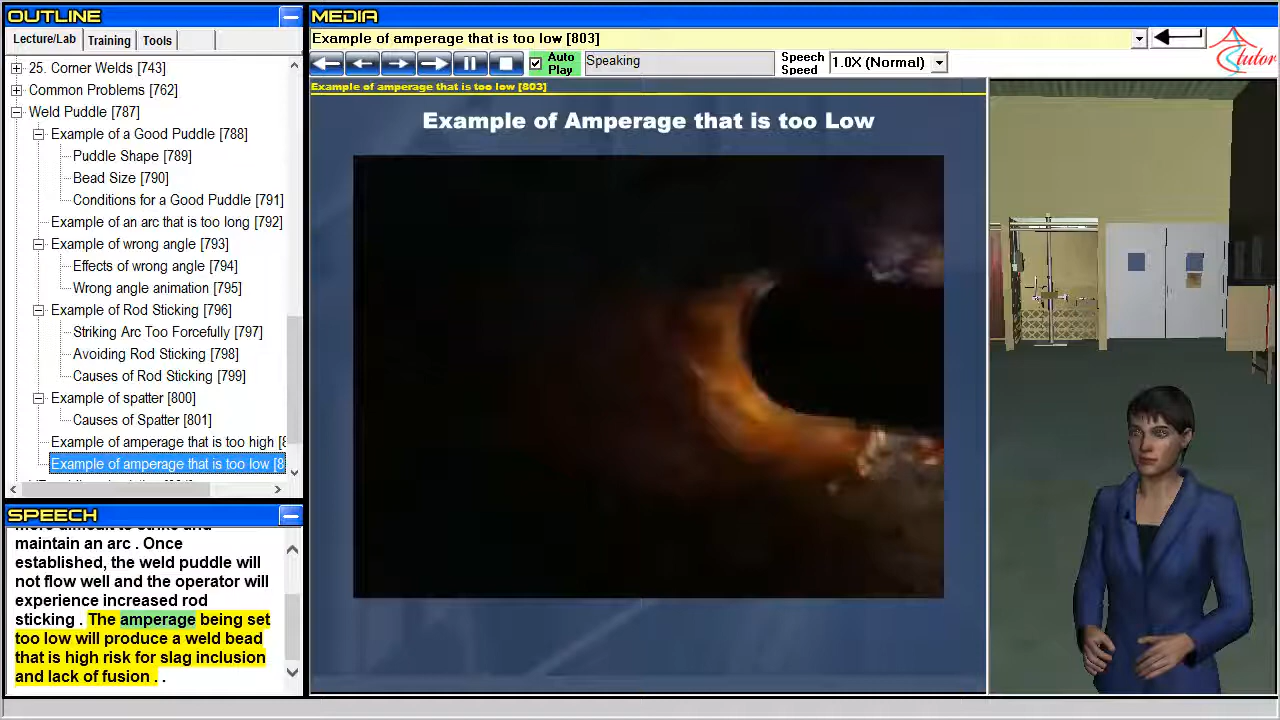 OUTLINE
Lecture/Lab
Training
Tools
25. Corner Welds [743]
Common Problems [762]
Weld Puddle [787]
Example of a Good Puddle [788]
Puddle Shape [789]
Bead Size [790]
Conditions for a Good Puddle [791]
Example of an arc that is too long [792]
Example of wrong angle [793]
Effects of wrong angle [794]
Wrong angle animation [795]
Example of Rod Sticking [796]
Striking Arc Too Forcefully [797]
Avoiding Rod Sticking [798]
Causes of Rod Sticking [799]
Example of spatter [800]
Causes of Spatter [801]
Example of amperage that is too high [8
Example of amperage that is too low [8
SPEECH
maintain an arc . Once
established, the weld puddle will
not flow well and the operator will
experience increased rod
sticking . The amperage being set
too low will produce a weld bead
that is high risk for slag inclusion
and lack of fusion . .
MEDIA
Example of amperage that is too low [803]
Auto
Play
Speaking
Speech
Speed
1.0X (Normal)
tutor
Example of amperage that is too low [803]
Example of Amperage that is too Low